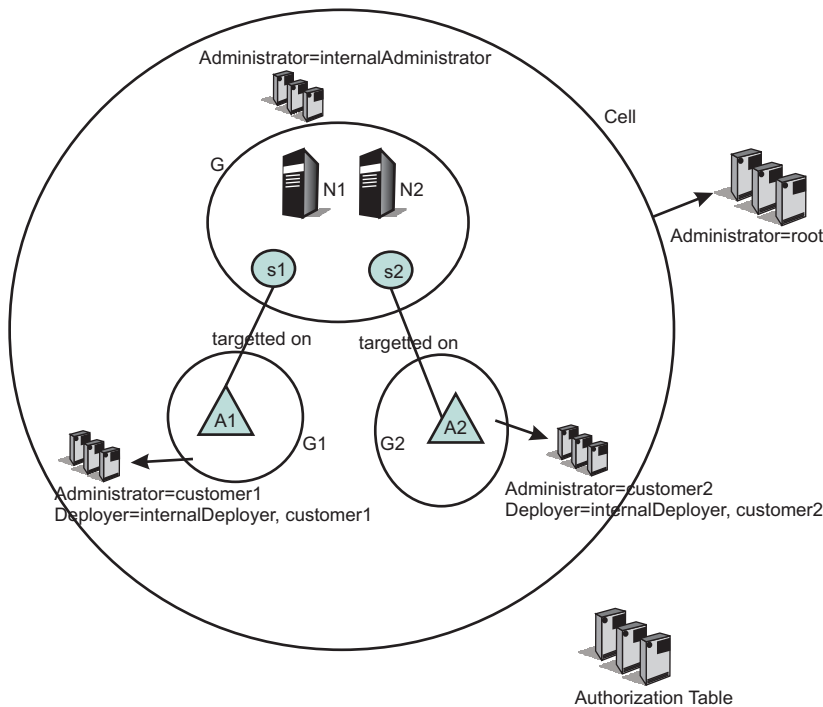 Administrator=internalAdministrator
Cell
G
N1
N2
Administrator=root
s1
s2
targetted on
targetted on
A1
G1
G2
A2
Administrator=customer1
Deployer=internalDeployer, customer1
Administrator=customer2
Deployer=internalDeployer, customer2
Authorization Table